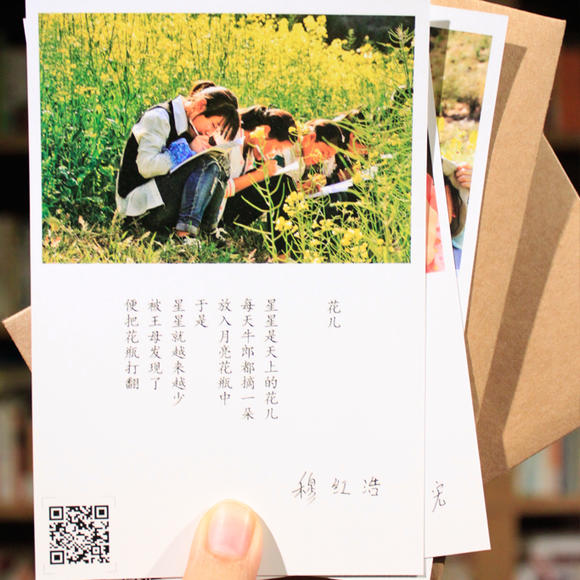 花儿
星星是天上的花儿
每天牛郎都摘一朵
放入月亮花瓶中
于是
星星就越来越少
被王母发现了
便把花瓶打翻
穆红浩